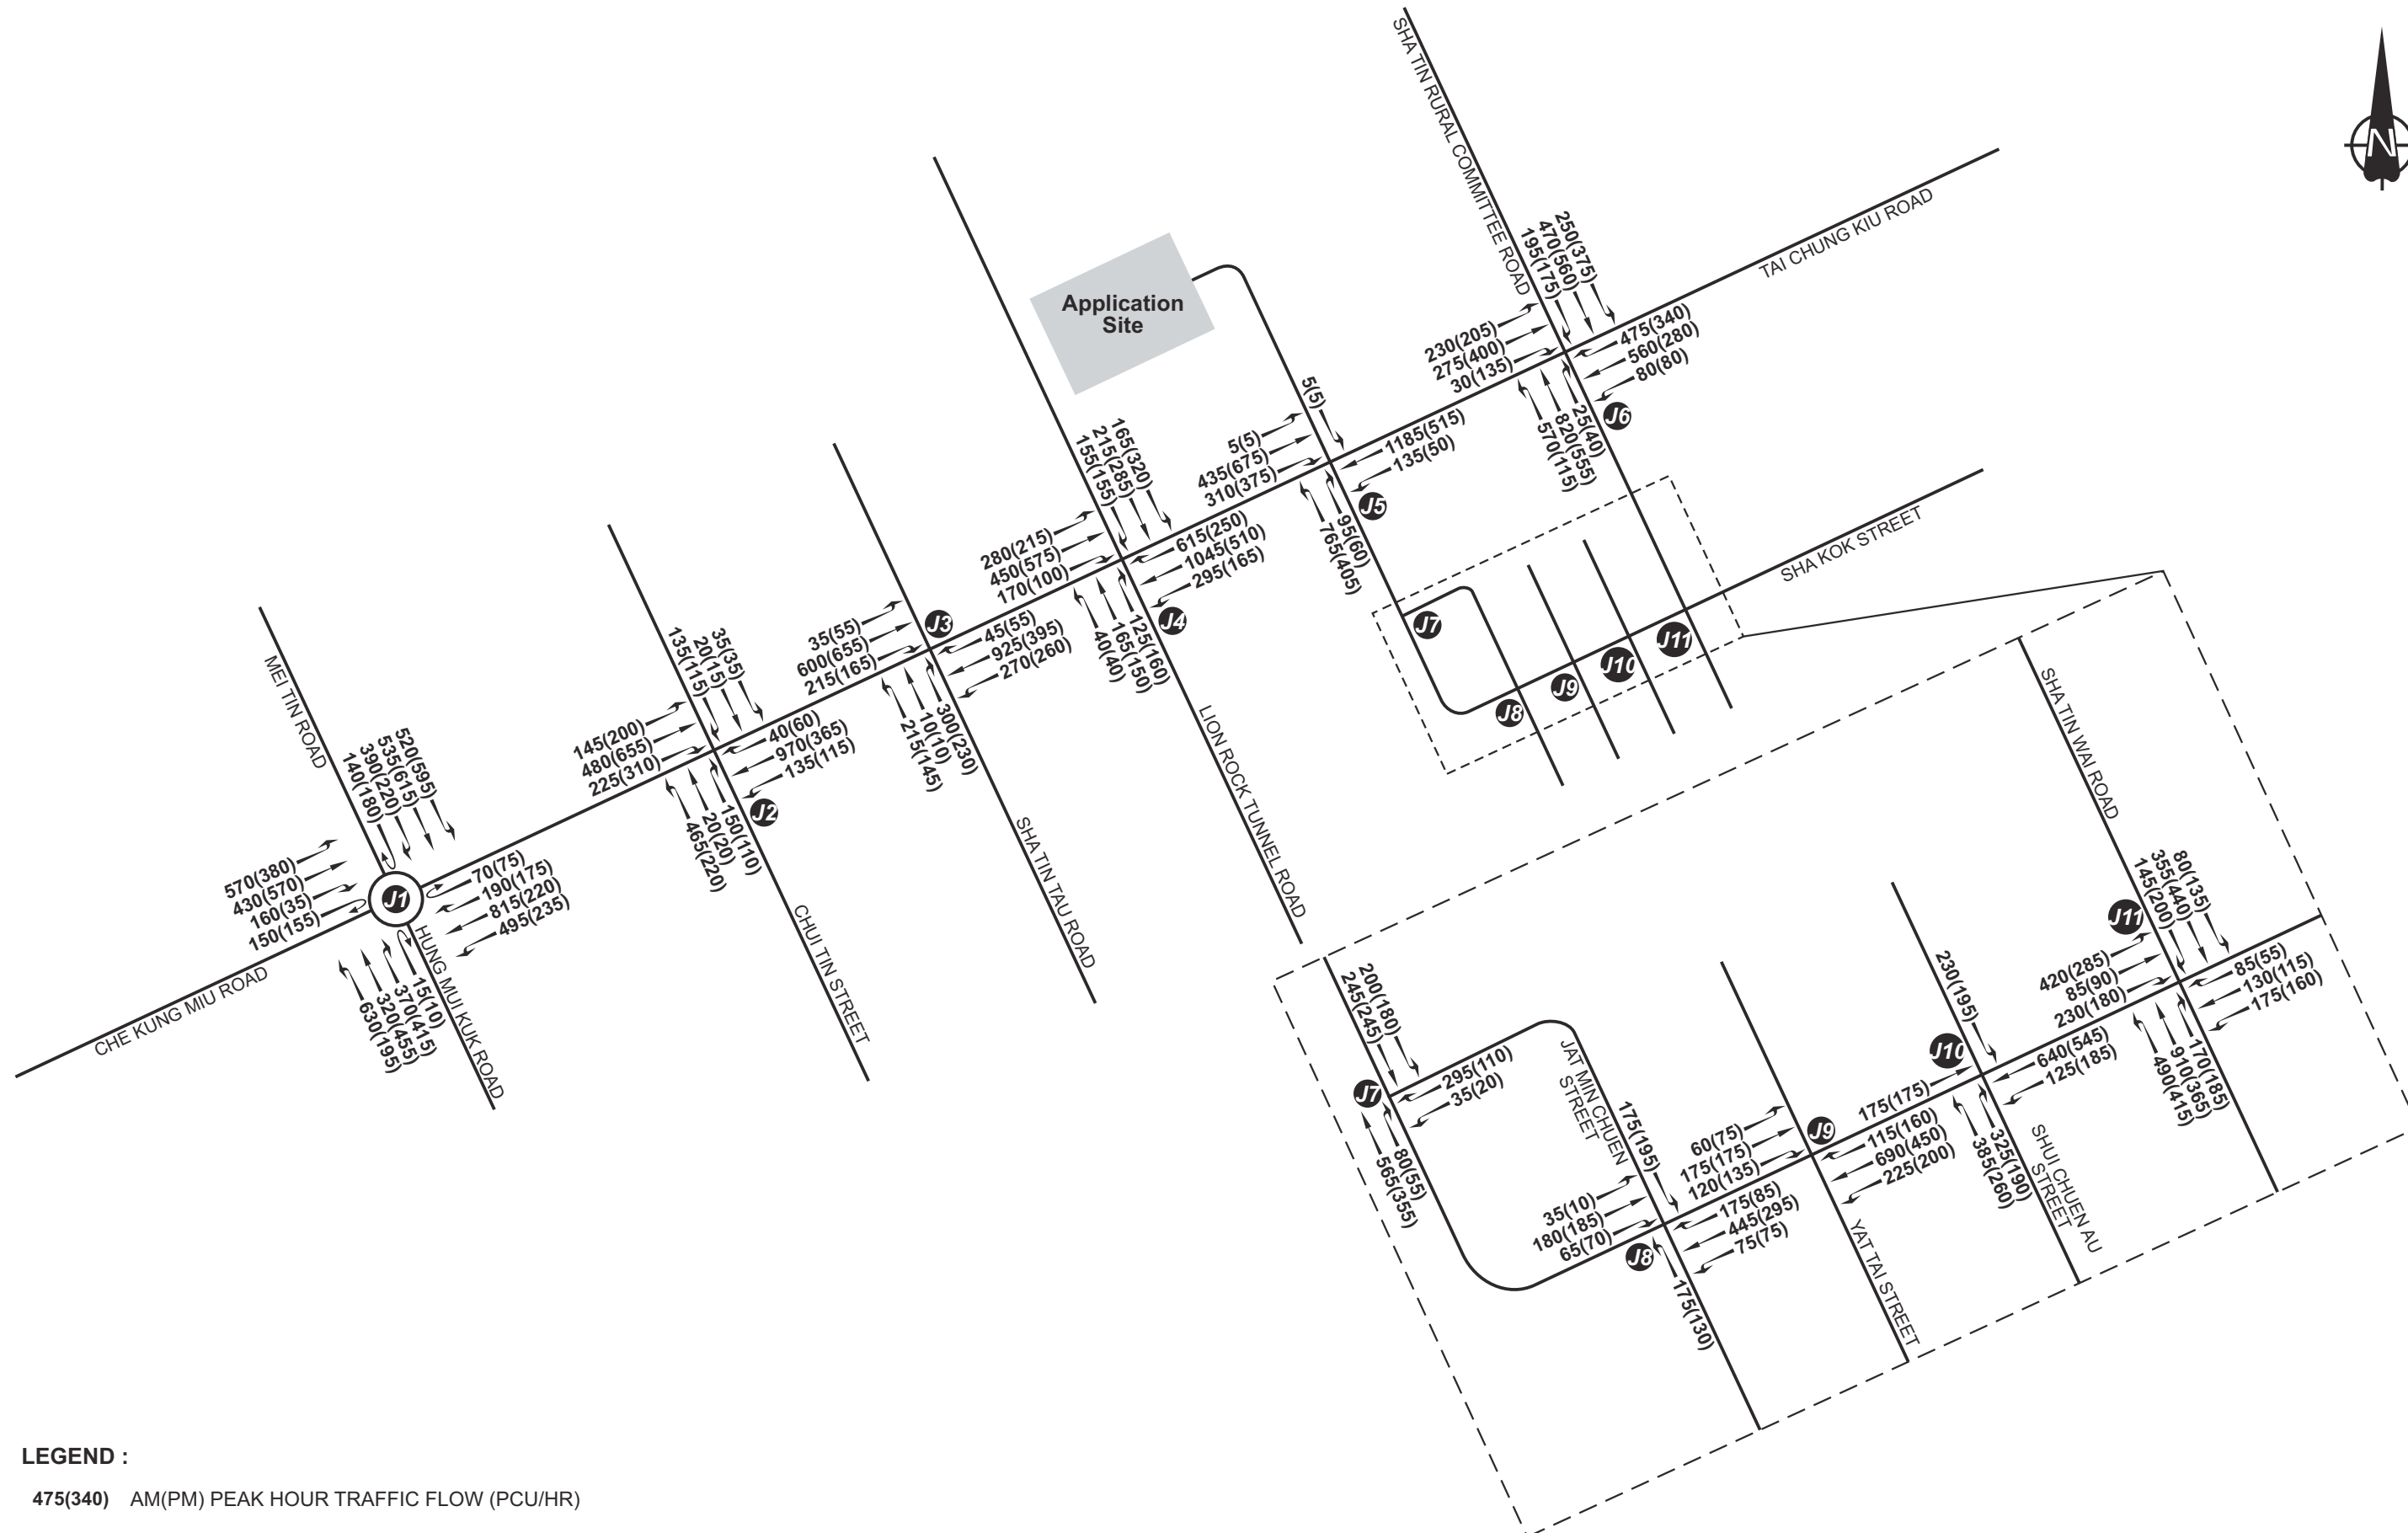 SHA TIN RURAL COMMITTEE ROAD
N
TAI CHUNG KIU ROAD
250(375)
470(560)
195(175)
230(205)
275(400)
30(135)
475(340)
560(280)
80(80)
25(40)
820(555)
570(115)
J6
Application
Site
5(5)
5(5)
435(675)
310(375)
1185(515)
135(50)
95(60)
765(405)
J5
165(320)
215(285)
155(155)
280(215)
450(575)
170(100)
615(250)
1045(510)
295(165)
125(160)
165(150)
40(40)
J4
LION ROCK TUNNEL ROAD
SHA KOK STREET
J7
J8
J9
J10
J11
J3
35(55)
600(655)
215(165)
45(55)
925(395)
270(260)
300(230)
10(10)
215(145)
SHA TIN TAU ROAD
35(35)
20(15)
135(115)
145(200)
480(655)
225(310)
40(60)
970(365)
135(115)
150(110)
20(20)
465(220)
J2
CHUI TIN STREET
MEI TIN ROAD
520(595)
535(615)
390(220)
140(180)
570(380)
430(570)
160(35)
150(155)
J1
70(75)
190(175)
815(220)
495(235)
15(10)
370(415)
320(455)
630(195)
HUNG MUI KUK ROAD
CHE KUNG MIU ROAD
SHA TIN WAI ROAD
80(135)
355(440)
145(200)
J11
420(285)
85(90)
230(180)
85(55)
130(115)
175(160)
170(185)
910(365)
490(415)
230(195)
J10
175(175)
640(545)
125(185)
325(190)
385(260)
SHUI CHUEN AU
STREET
J9
60(75)
175(175)
120(135)
115(160)
690(450)
225(200)
YAT TAI STREET
200(180)
245(245)
J7
295(110)
35(20)
80(55)
565(355)
JAT MIN CHUEN
STREET
175(195)
35(10)
180(185)
65(70)
175(85)
445(295)
75(75)
J8
175(130)
LEGEND :
475(340) AM(PM) PEAK HOUR TRAFFIC FLOW (PCU/HR)